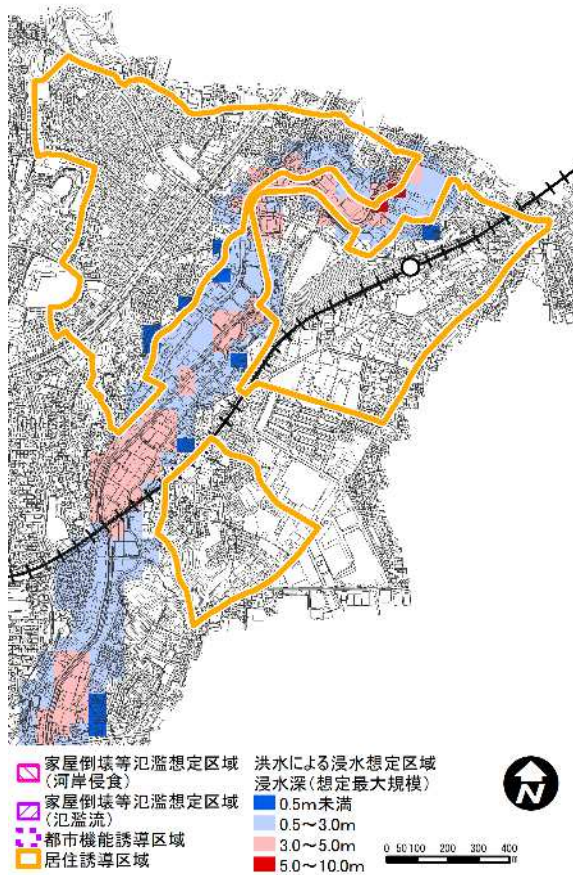 家屋倒壊等氾濫想定区域
(河岸侵食)
家屋倒壊等氾濫想定区域
(氾濫流)
都市機能誘導区域
居住誘導区域
洪水による浸水想定区域
浸水深(想定最大規模)
0.5m未満
0.5～3.0m
3.0～5.0m
5.0～10.0m
N
0 50 100 200 300 400
m